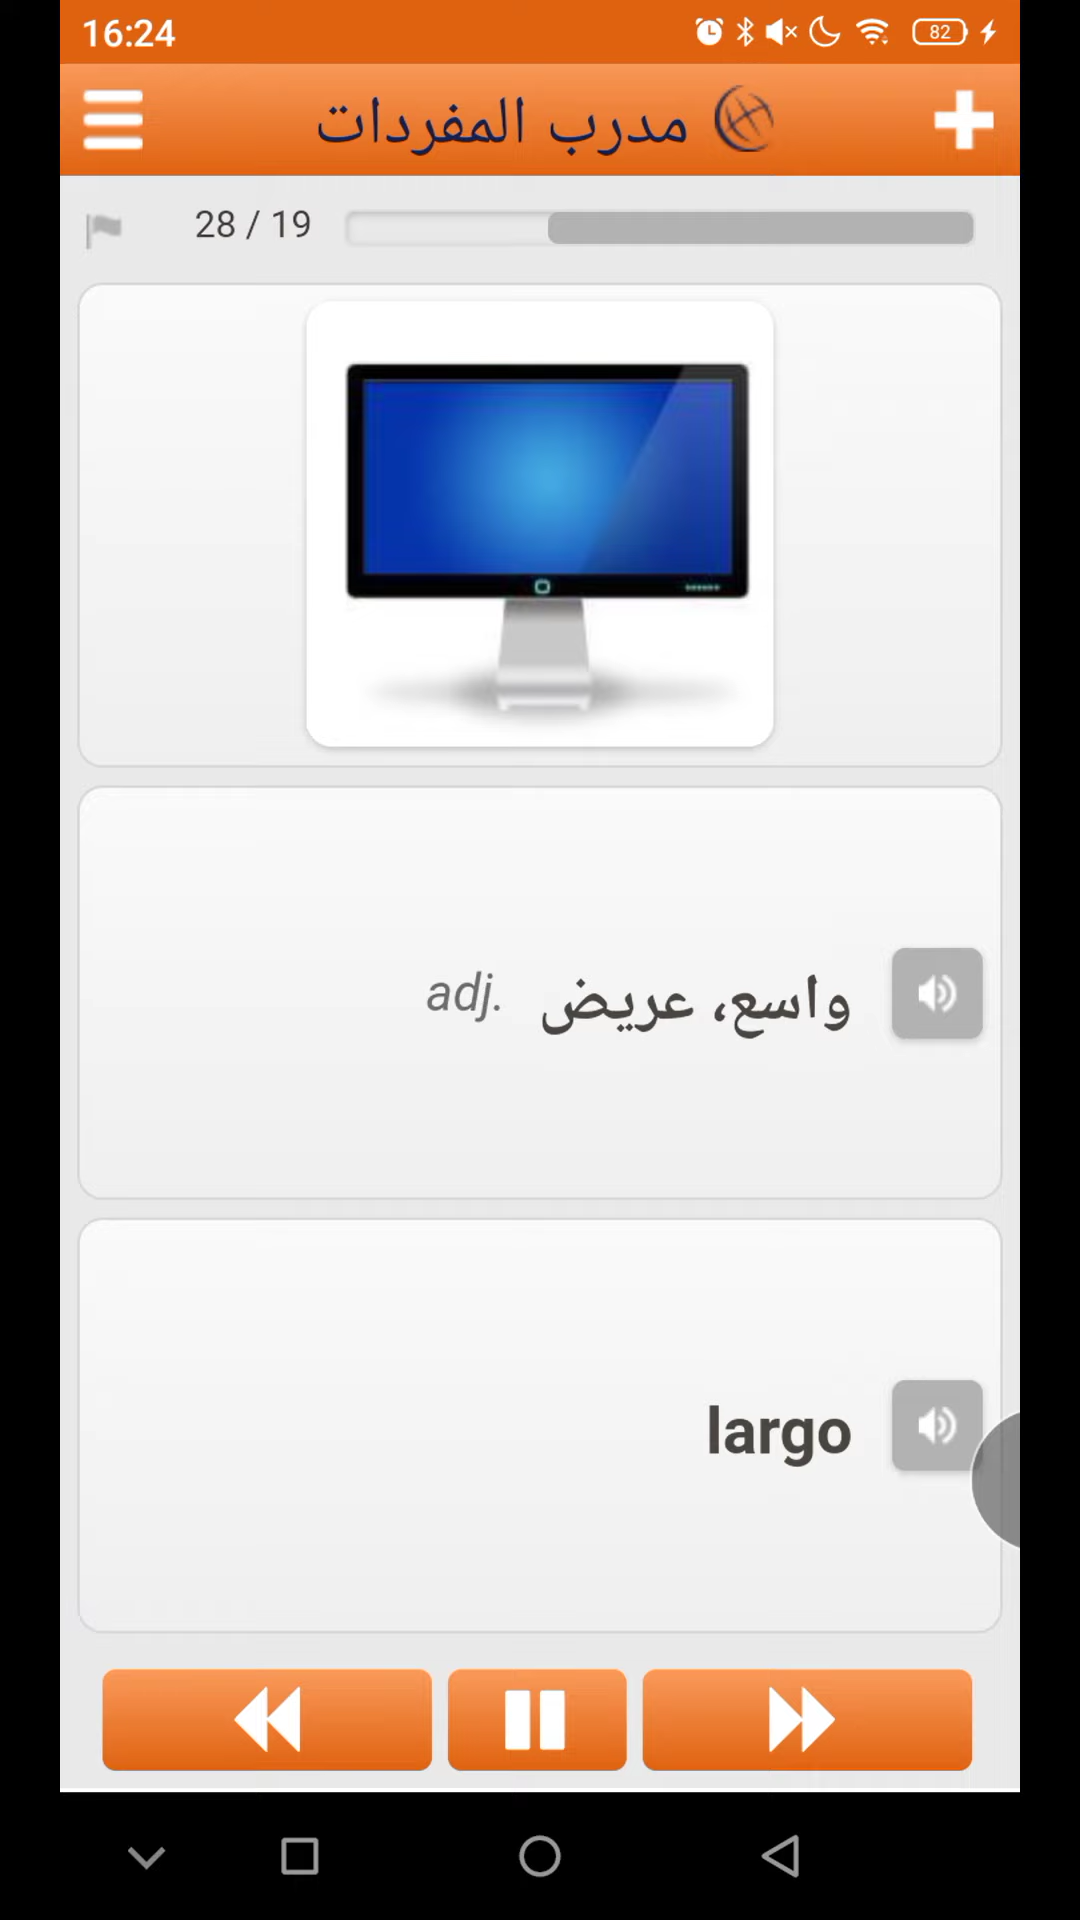 16:24 82
مدرب المفردات
28 / 19
واسع، عريض adj.
largo